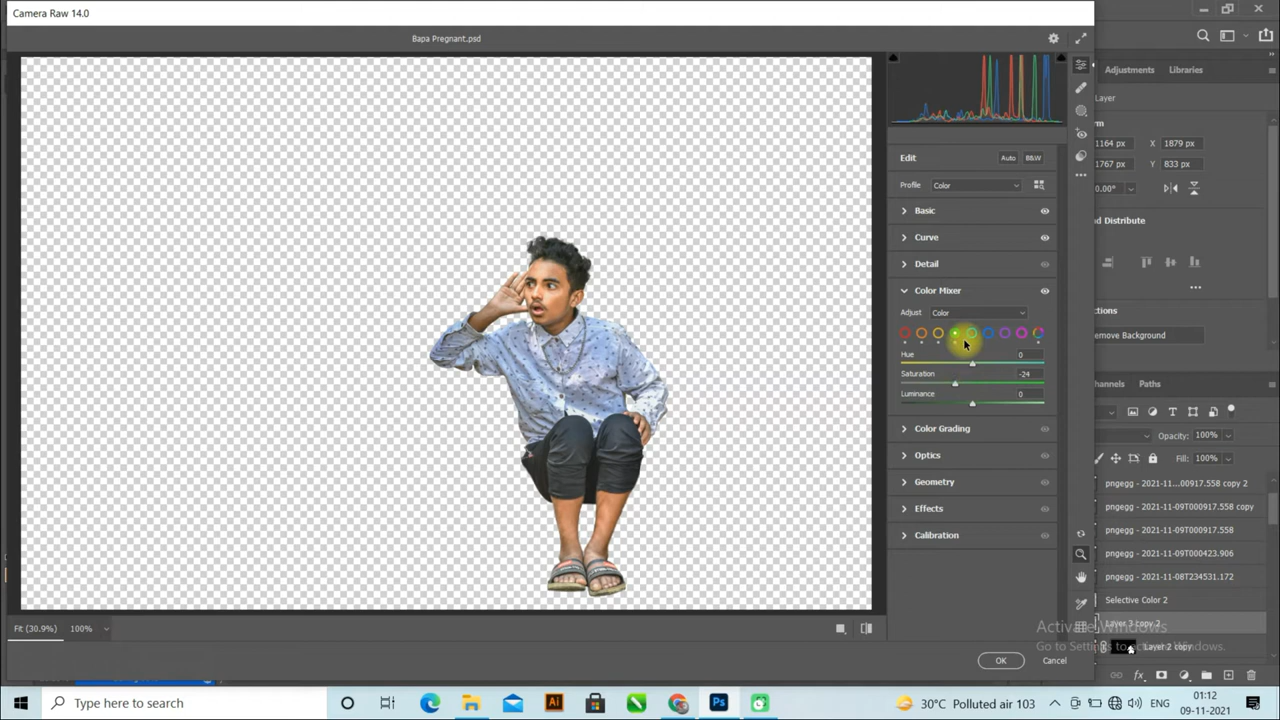 Camera Raw 14.0
Bapa Pregnant.psd
Adjustments
Libraries
Layer
1164 px
X
1879 px
1767 px
Y
833 px
0.00°
nd Distribute
Edit
Auto
B&W
Profile
Color
Basic
Curve
Detail
Color Mixer
Adjust
Color
Hue
0
Saturation
-24
Luminance
0
Color Grading
Optics
Geometry
Effects
Calibration
ctions
emove Background
hannels
Paths
Opacity:
100%
Fill:
100%
pngegg - 2021-11...00917.558 copy 2
pngegg - 2021-11-09T000917.558 copy
pngegg - 2021-11-09T000917.558
pngegg - 2021-11-09T000423.906
pngegg - 2021-11-08T234531.172
Selective Color 2
Layer 3 copy 2
Layer 2 copy
Activate Windows
Go to Settings to activate Windows.
Fit (30.9%)
100%
OK
Cancel
Type here to search
30°C Polluted air 103
ENG
01:12
09-11-2021